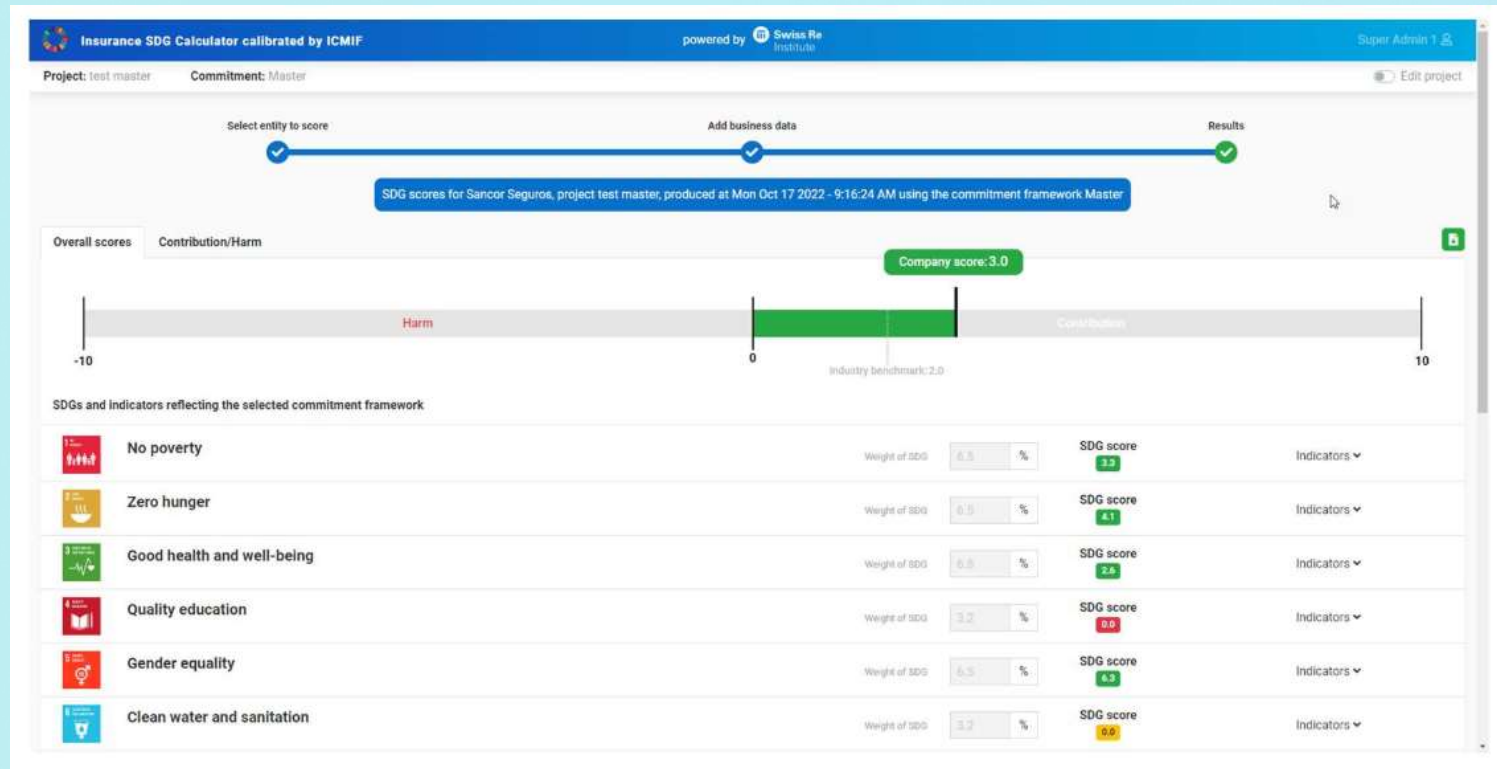 Insurance SDG Calculator calibrated by ICMIF
powered by Swiss Re Institute
Super Admin 1
Project: test master Commitment: Master
Edit project
Select entity to score
Add business data
Results
SDG scores for Sancor Seguros, project test master, produced at Mon Oct 17 2022 - 9:16:24 AM using the commitment framework Master
Overall scores Contribution/Harm
Company score: 3.0
Harm
Contribution
-10
0
10
Industry benchmark: 2.0
SDGs and indicators reflecting the selected commitment framework
No poverty
Weight of SDG 6.5 %
SDG score
3.3
Indicators
Zero hunger
Weight of SDG 6.5 %
SDG score
4.1
Indicators
Good health and well-being
Weight of SDG 6.5 %
SDG score
2.6
Indicators
Quality education
Weight of SDG 3.2 %
SDG score
0.0
Indicators
Gender equality
Weight of SDG 6.5 %
SDG score
6.3
Indicators
Clean water and sanitation
Weight of SDG 3.2 %
SDG score
0.0
Indicators